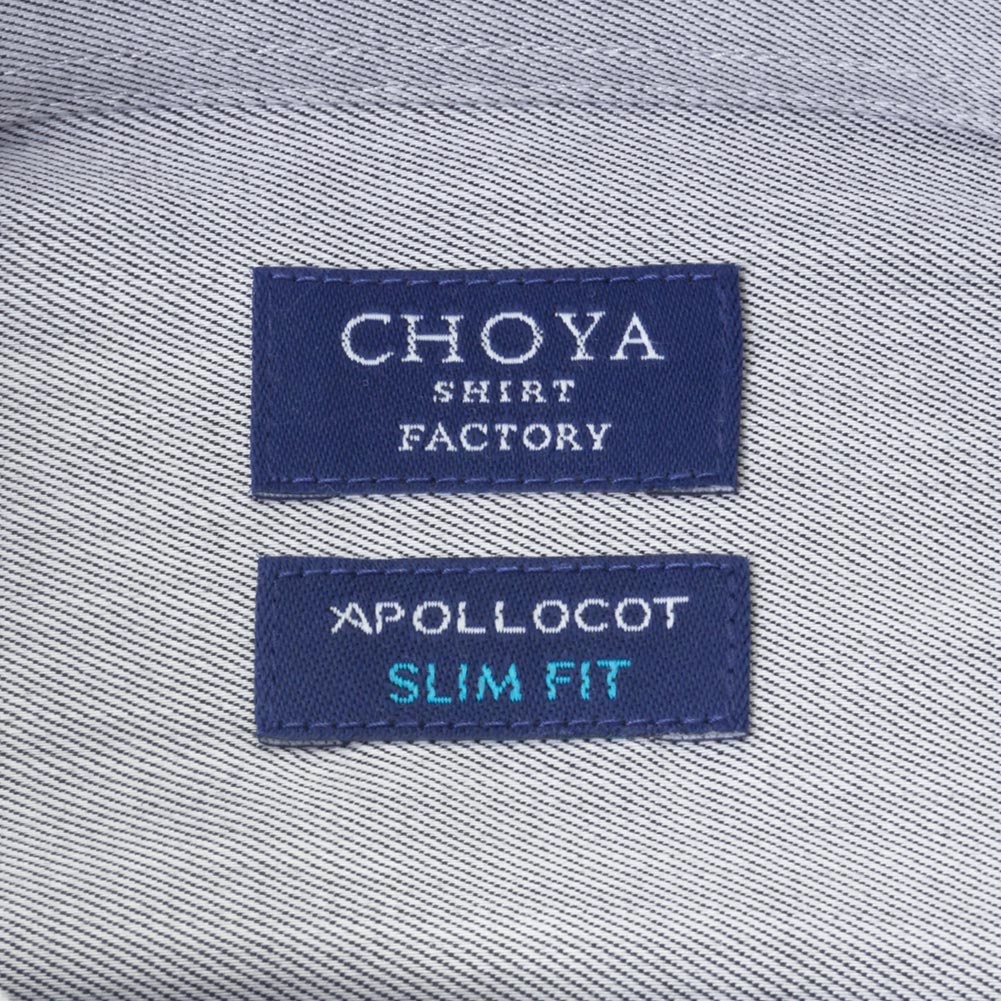 CHOYA
SHIRT
FACTORY
APOLLOCOT
SLIM FIT